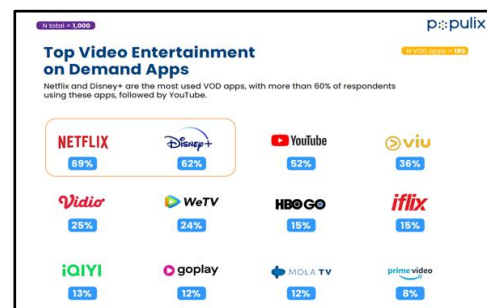 N total = 1,000
populix
Top Video Entertainment
on Demand Apps
N VOD apps = 180
Netflix and Disney+ are the most used VOD apps, with more than 60% of respondents
using these apps, followed by YouTube.
NETFLIX
Disney+
YouTube
viu
69%
62%
52%
36%
Vidio
WeTV
HBO GO
iflix
25%
24%
15%
15%
iQIYI
goplay
MOLA TV
prime video
13%
12%
12%
8%